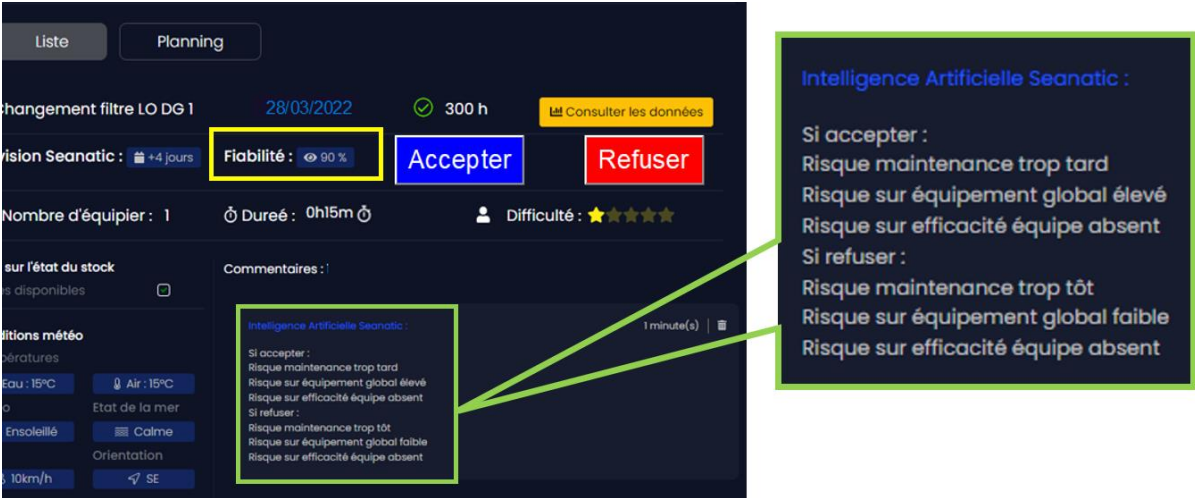 Liste
Planning
Changement filtre LO DG 1
28/03/2022
300 h
Consulter les données
vision Seanatic : +4 jours
Fiabilité : 90 %
Accepter
Refuser
Nombre d'équipier : 1
Dureé : 0h15m
Difficulté :
sur l'état du stock
es disponibles
Commentaires : 1
ditions météo
pératures
Eau : 15°C
Air : 15°C
o
Etat de la mer
Ensoleillé
Calme
Orientation
10km/h
SE
Intelligence Artificielle Seanatic :
1 minute(s)
Si accepter :
Risque maintenance trop tard
Risque sur équipement global élevé
Risque sur efficacité équipe absent
Si refuser :
Risque maintenance trop tôt
Risque sur équipement global faible
Risque sur efficacité équipe absent
Intelligence Artificielle Seanatic :
Si accepter :
Risque maintenance trop tard
Risque sur équipement global élevé
Risque sur efficacité équipe absent
Si refuser :
Risque maintenance trop tôt
Risque sur équipement global faible
Risque sur efficacité équipe absent